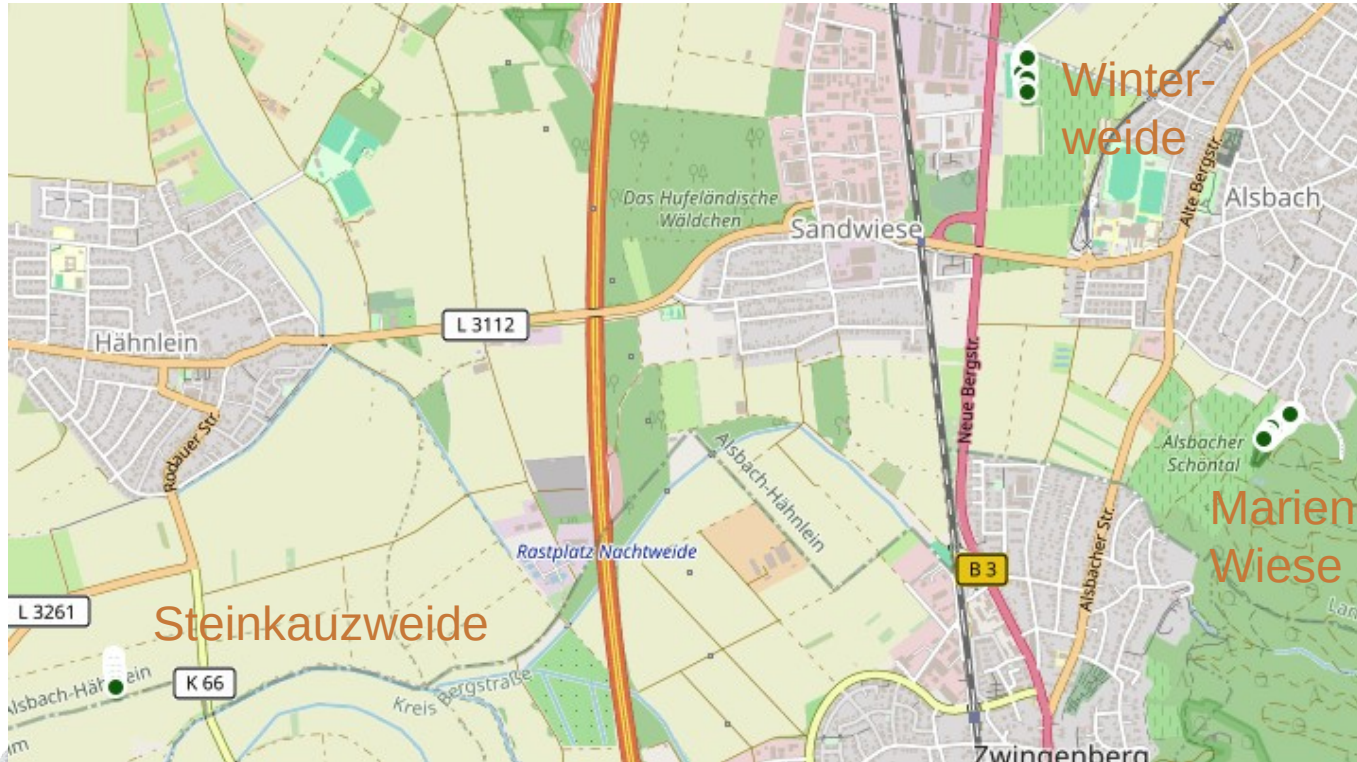 Winter-
weide
Alte Bergstr.
Alsbach
Das Hufeländische
Wäldchen
Sandwiese
L 3112
Hähnlein
Neue Bergstr.
Rodauer Str.
Alsbacher
Schöntal
Alsbach-Hähnlein
Marien
Wiese
Rastplatz Nachtweide
B 3
Alsbacher Str.
L 3261
Steinkauzweide
Alsbach-Hähnlein
K 66
Kreis Bergstraße
Zwingenberg